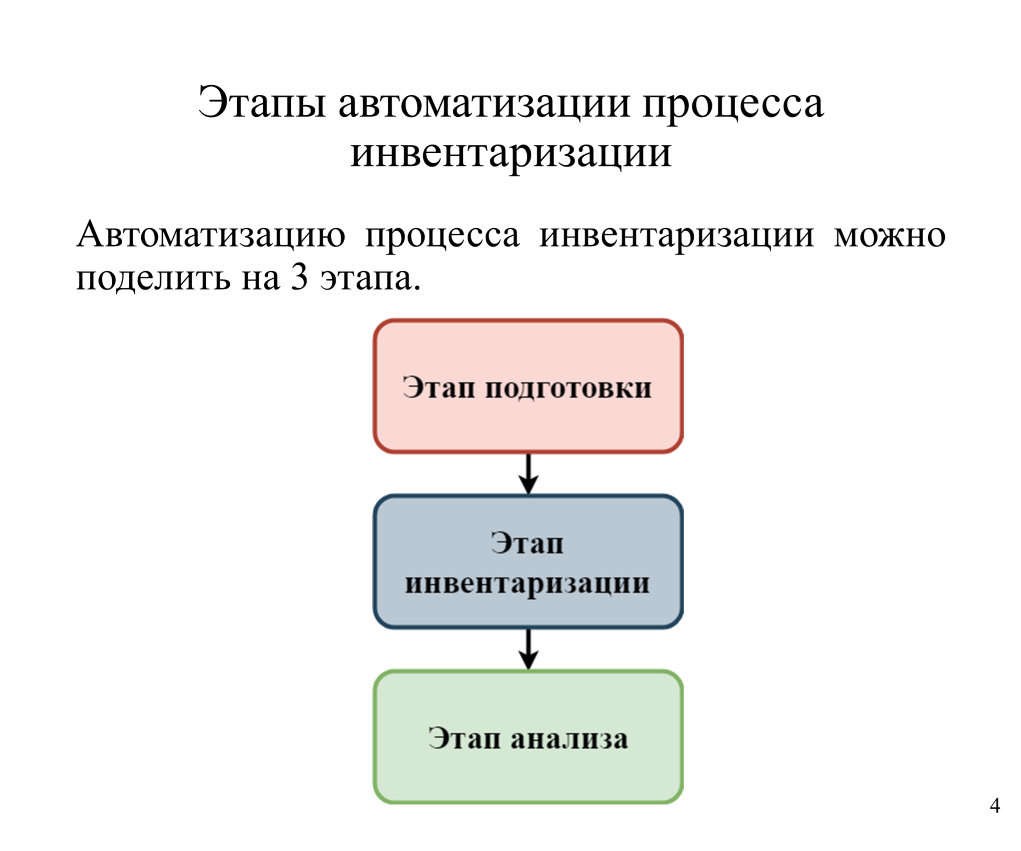 Этапы автоматизации процесса
инвентаризации
Автоматизацию процесса инвентаризации можно
поделить на 3 этапа.
Этап подготовки
Этап
инвентаризации
Этап анализа
4